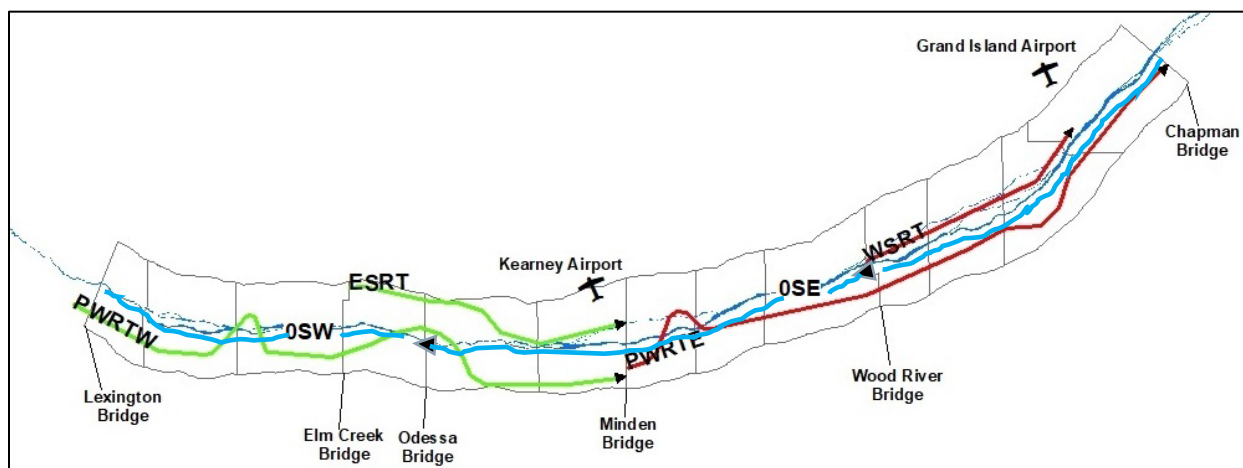 Grand Island Airport
Chapman
Bridge
WSRT
Kearney Airport
ESRT
0SE
PWRTW
0SW
PWRTE
Lexington
Bridge
Elm Creek
Bridge
Odessa
Bridge
Minden
Bridge
Wood River
Bridge